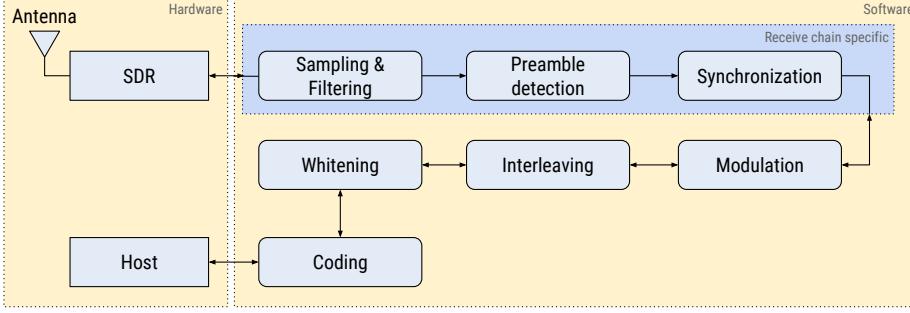 Hardware
Software
Antenna
Receive chain specific
SDR
Sampling &
Filtering
Preamble
detection
Synchronization
Whitening
Interleaving
Modulation
Host
Coding